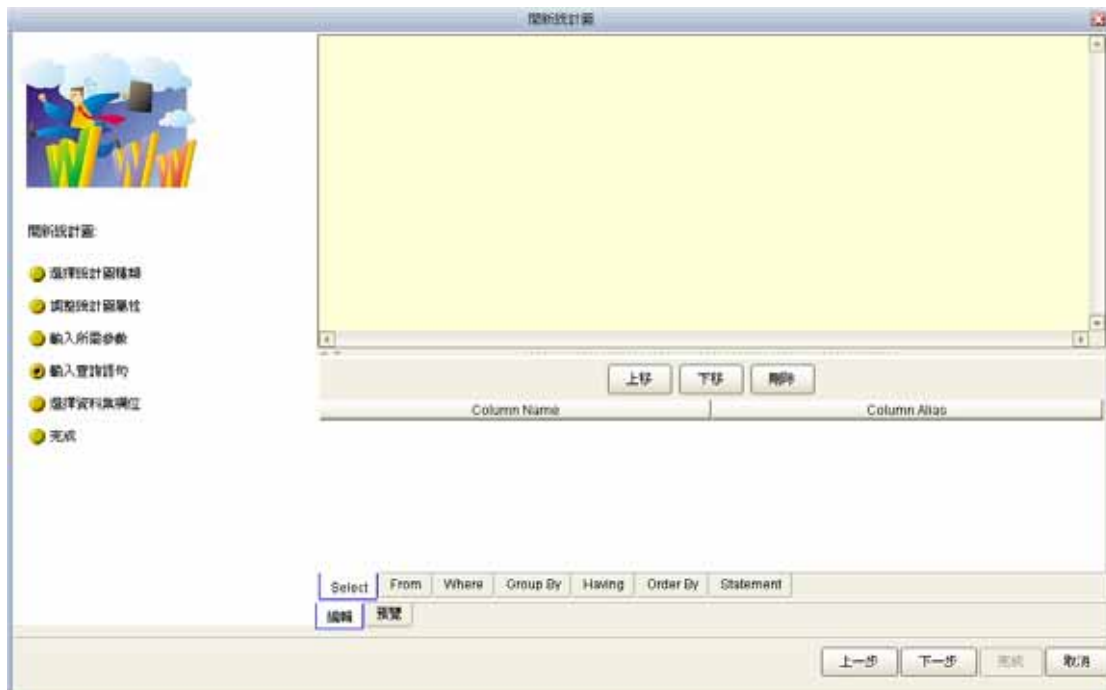 開新統計圖
開新統計圖:
選擇統計圖種類
調整統計圖屬性
輸入所需參數
輸入查詢語句
選擇資料集欄位
完成
上移 下移 刪除
Column Name Column Alias
Select From Where Group By Having Order By Statement
編輯 預覽
上一步 下一步 完成 取消